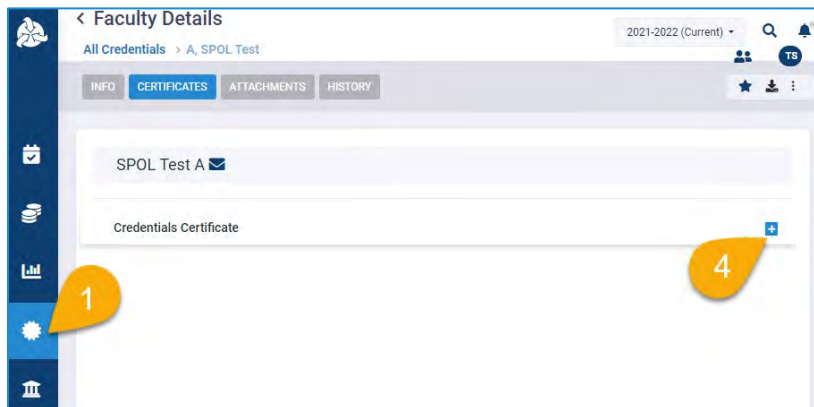 < Faculty Details
2021-2022 (Current)
All Credentials > A, SPOL Test
TS
INFO CERTIFICATES ATTACHMENTS HISTORY
SPOL Test A
Credentials Certificate
4
1